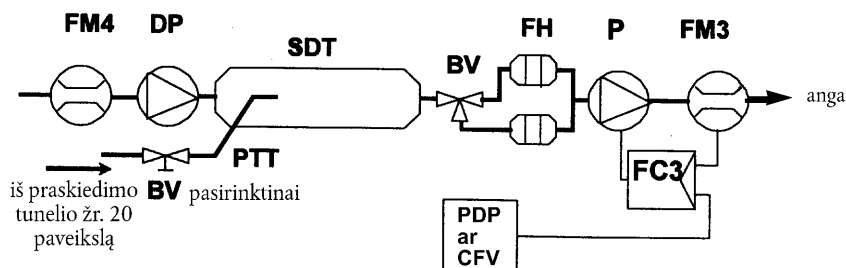 FM4
DP
SDT
BV
FH
P
FM3
anga
PTT
BV pasirinktinai
iš praskiedimo
tunelio žr. 20
paveikslą
FC3
PDP
ar
CFV